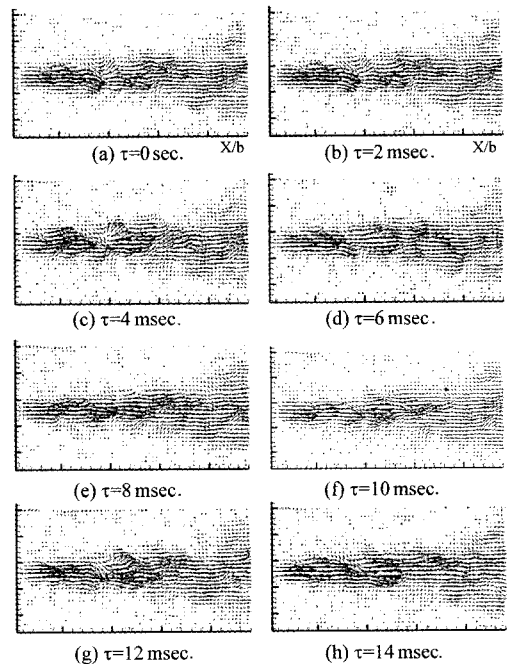 (a) τ=0 sec. X/b
(b) τ=2 msec. X/b
(c) τ=4 msec.
(d) τ=6 msec.
(e) τ=8 msec.
(f) τ=10 msec.
(g) τ=12 msec.
(h) τ=14 msec.